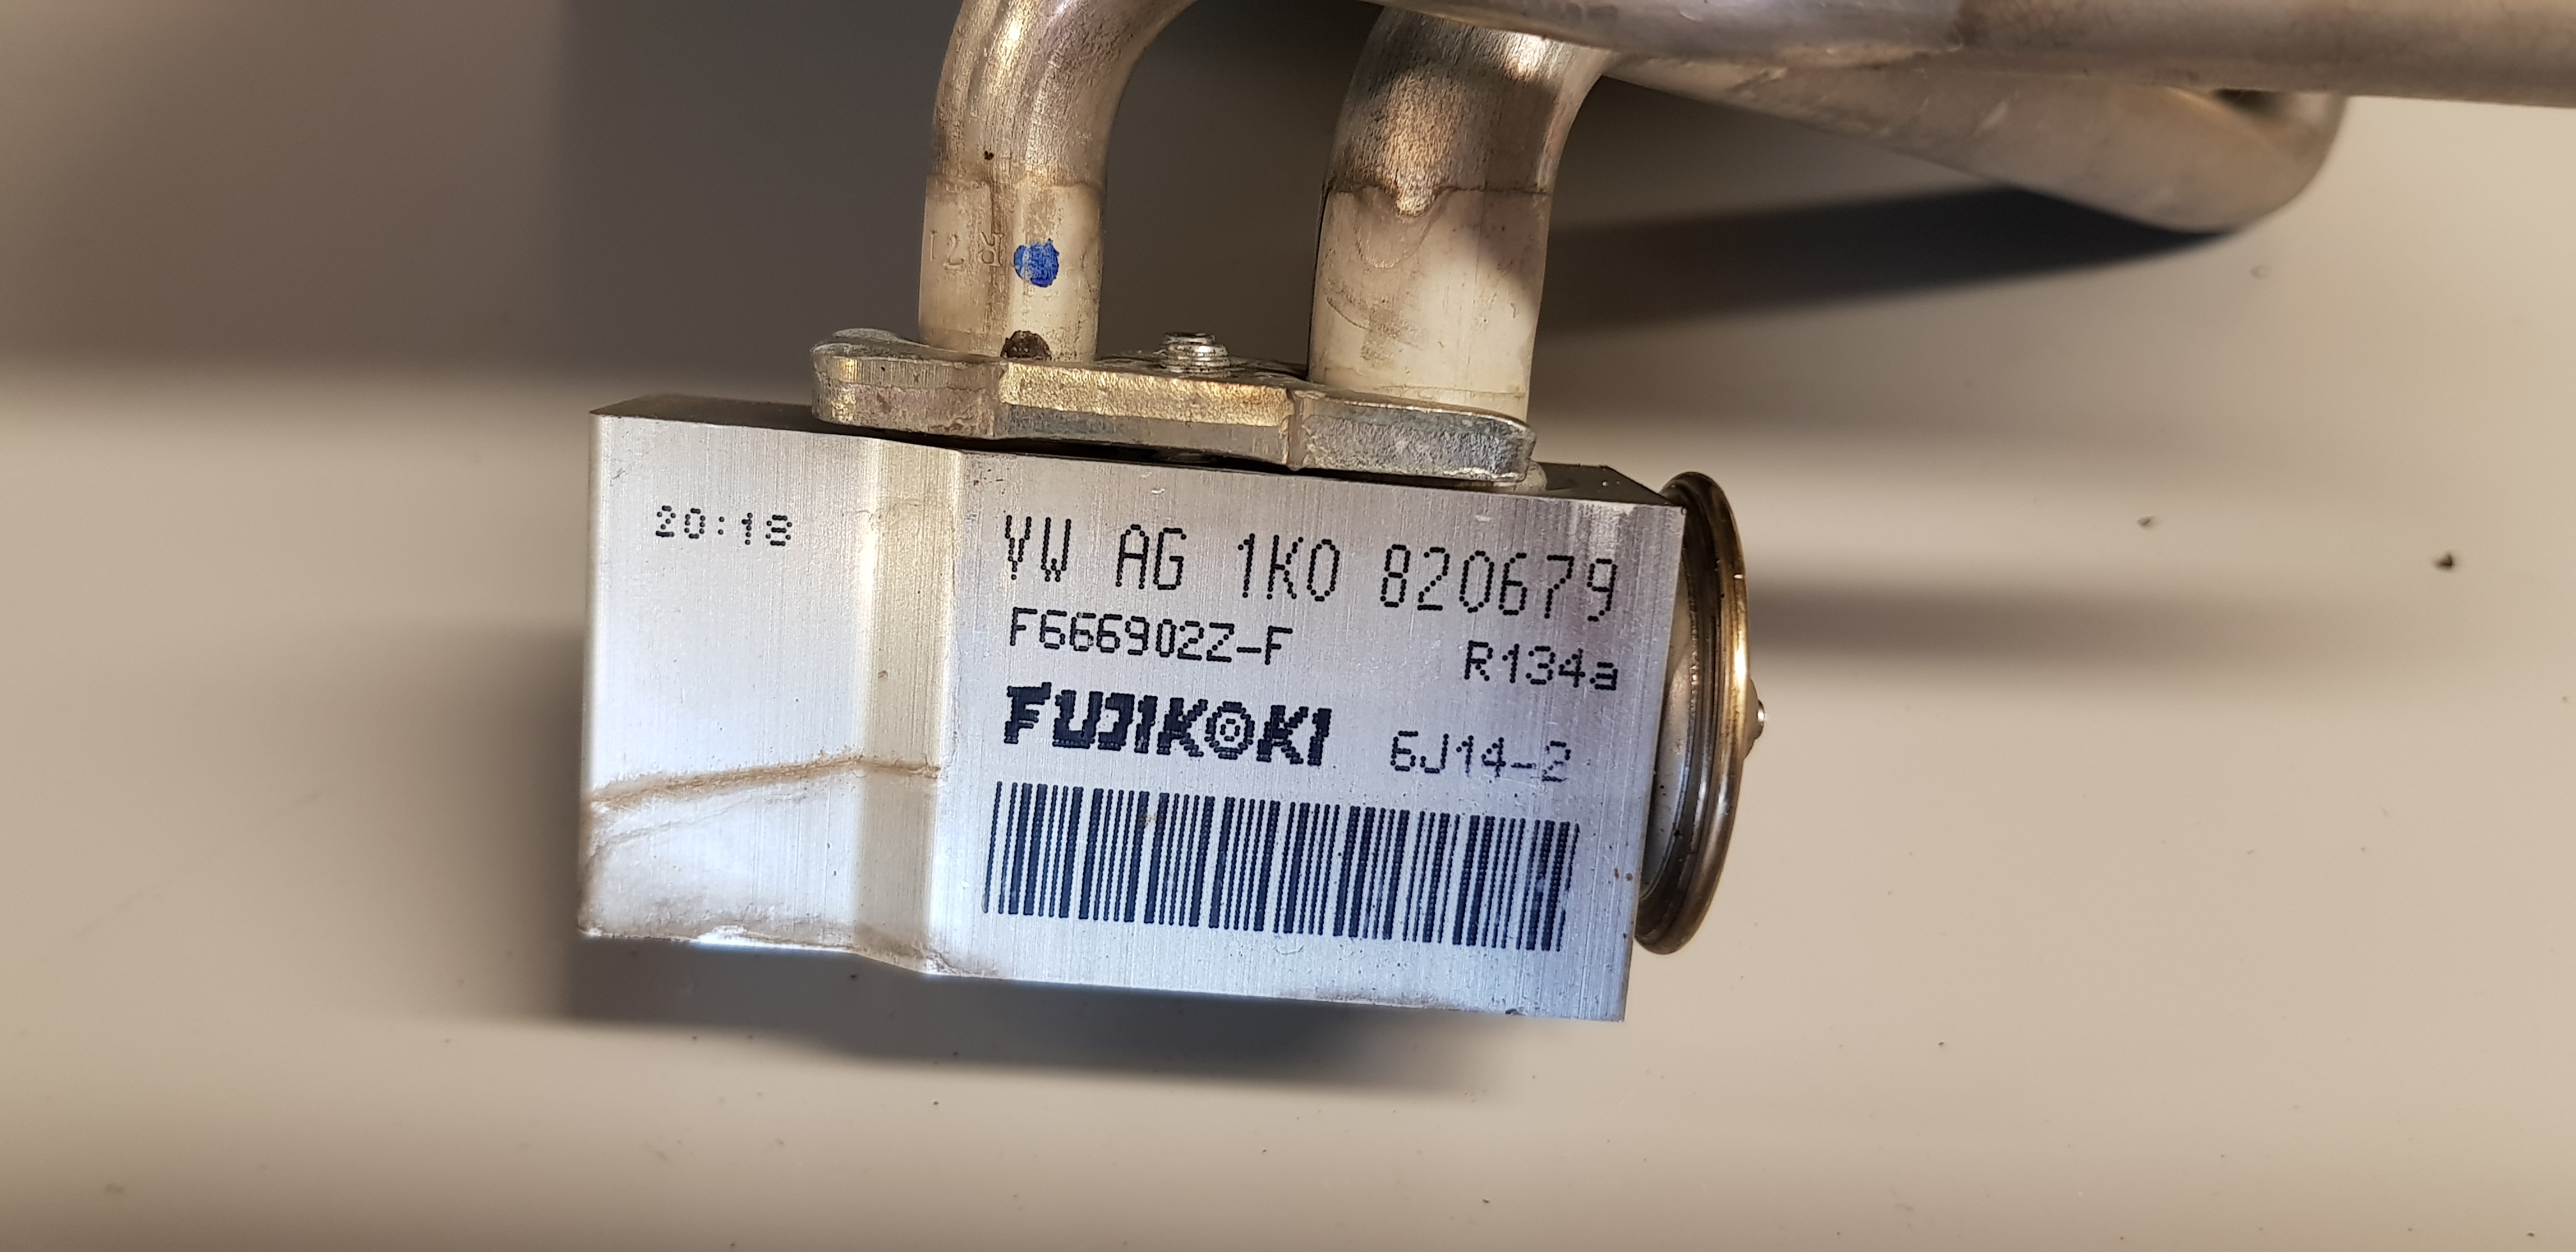 20:18
VW AG 1K0 820679
F666902Z-F R134a
FUJIKOKI 6J14-2